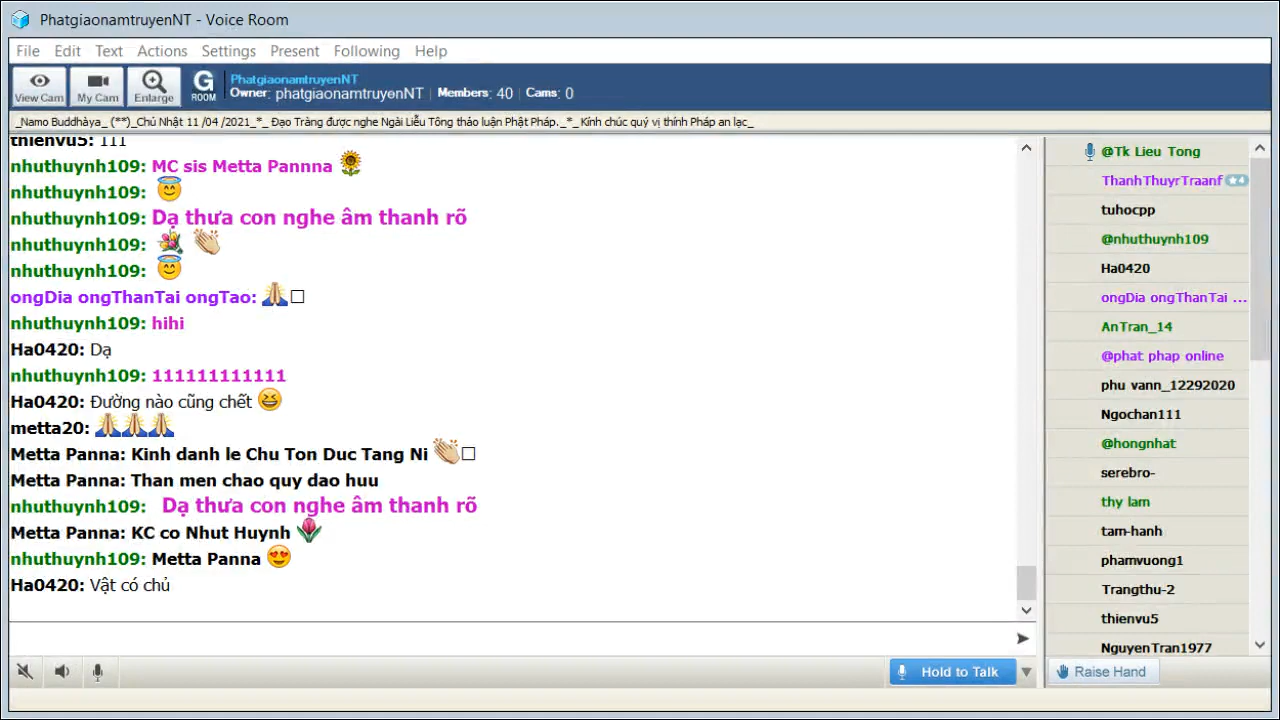 PhatgiaonamtruyenNT - Voice Room
File Edit Text Actions Settings Present Following Help
View Cam My Cam Enlarge G ROOM
PhatgiaonamtruyenNT
Owner: phatgiaonamtruyenNT Members: 40 Cams: 0
_Namo Buddhàya_ (**)_Chủ Nhật 11 /04 /2021_*_ Đạo Tràng được nghe Ngài Liễu Tông thảo luận Phật Pháp._*_ Kính chúc quý vị thính Pháp an lạc_
thienvu5: 111
nhuthuynh109: MC sis Metta Pannna 🌻
nhuthuynh109: 😇
nhuthuynh109: Dạ thưa con nghe âm thanh rõ
nhuthuynh109: 💐 👏
nhuthuynh109: 😇
ongDia ongThanTai ongTao: 🙏□
nhuthuynh109: hihi
Ha0420: Dạ
nhuthuynh109: 111111111111
Ha0420: Đường nào cũng chết 😆
metta20: 🙏🙏🙏
Metta Panna: Kinh danh le Chu Ton Duc Tang Ni 👏□
Metta Panna: Than men chao quy dao huu
nhuthuynh109: Dạ thưa con nghe âm thanh rõ
Metta Panna: KC co Nhut Huynh 🌷
nhuthuynh109: Metta Panna 😍
Ha0420: Vật có chủ
@Tk Lieu Tong
ThanhThuyrTraanf ★4
tuhocpp
@nhuthuynh109
Ha0420
ongDia ongThanTai ...
AnTran_14
@phat phap online
phu vann_12292020
Ngochan111
@hongnhat
serebro-
thy lam
tam-hanh
phamvuong1
Trangthu-2
thienvu5
NguyenTran1977
Hold to Talk
Raise Hand